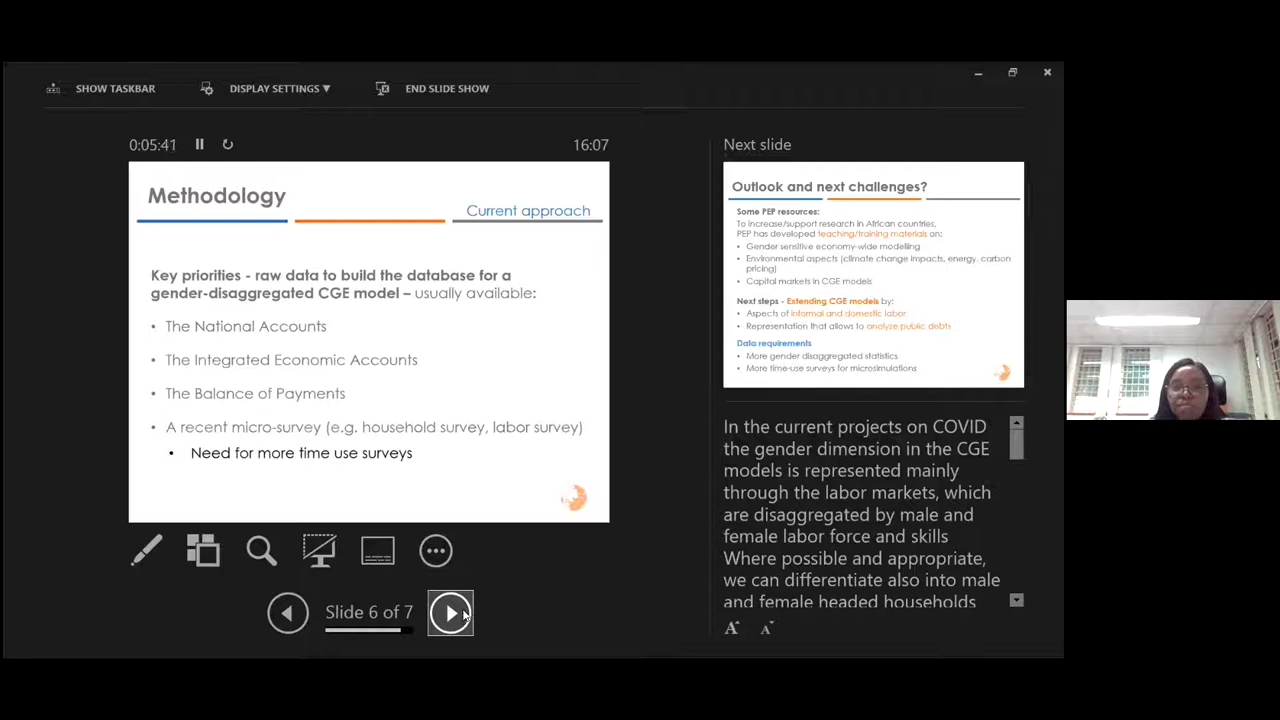 SHOW TASKBAR
DISPLAY SETTINGS ▼
END SLIDE SHOW
0:05:41
16:07
Methodology
Current approach
Key priorities - raw data to build the database for a
gender-disaggregated CGE model – usually available:
• The National Accounts
• The Integrated Economic Accounts
• The Balance of Payments
• A recent micro-survey (e.g. household survey, labor survey)
• Need for more time use surveys
Slide 6 of 7
Next slide
Outlook and next challenges?
Some PEP resources:
To increase/support research in African countries,
PEP has developed teaching/training materials on:
• Gender sensitive economy-wide modelling
• Environmental aspects (climate change impacts, energy, carbon
pricing)
• Capital markets in CGE models
Next steps - Extending CGE models by:
• Aspects of informal and domestic labor
• Representation that allows to analyze public debts
Data requirements
• More gender disaggregated statistics
• More time-use surveys for microsimulations
In the current projects on COVID
the gender dimension in the CGE
models is represented mainly
through the labor markets, which
are disaggregated by male and
female labor force and skills
Where possible and appropriate,
we can differentiate also into male
and female headed households
A A